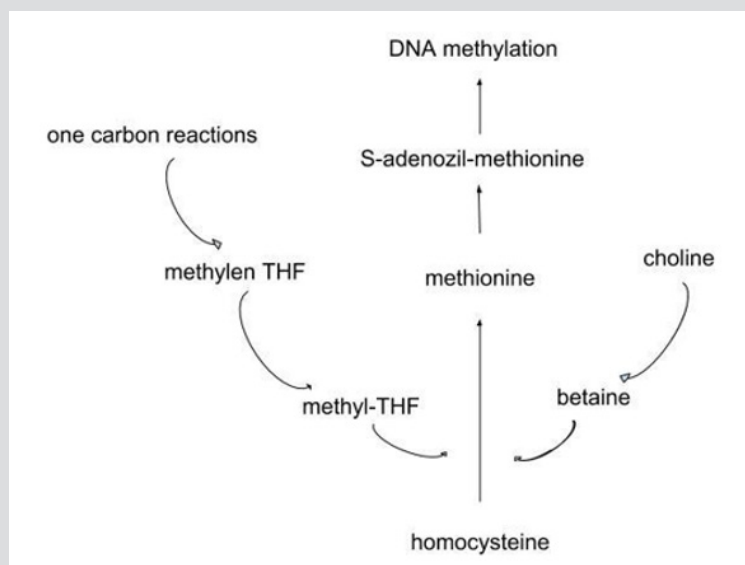 DNA methylation
one carbon reactions
S-adenozil-methionine
methylen THF
methionine
choline
methyl-THF
betaine
homocysteine